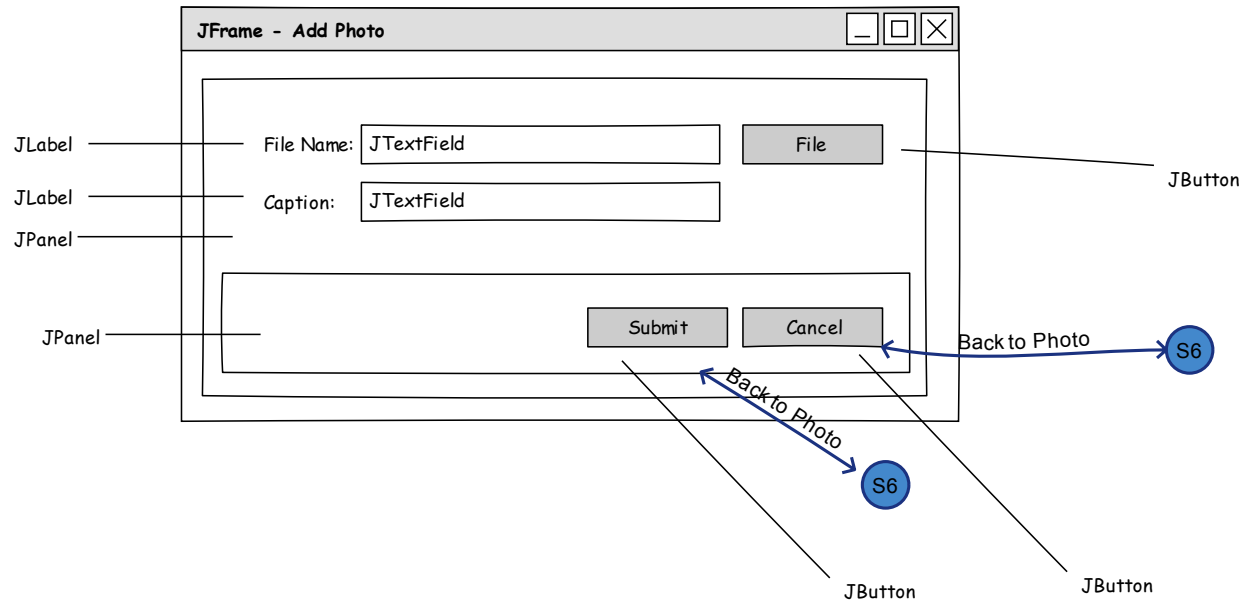 JFrame - Add Photo
JLabel
File Name:
JTextField
File
JButton
JLabel
Caption:
JTextField
JPanel
JPanel
Submit
Cancel
Back to Photo
S6
Back to Photo
S6
JButton
JButton